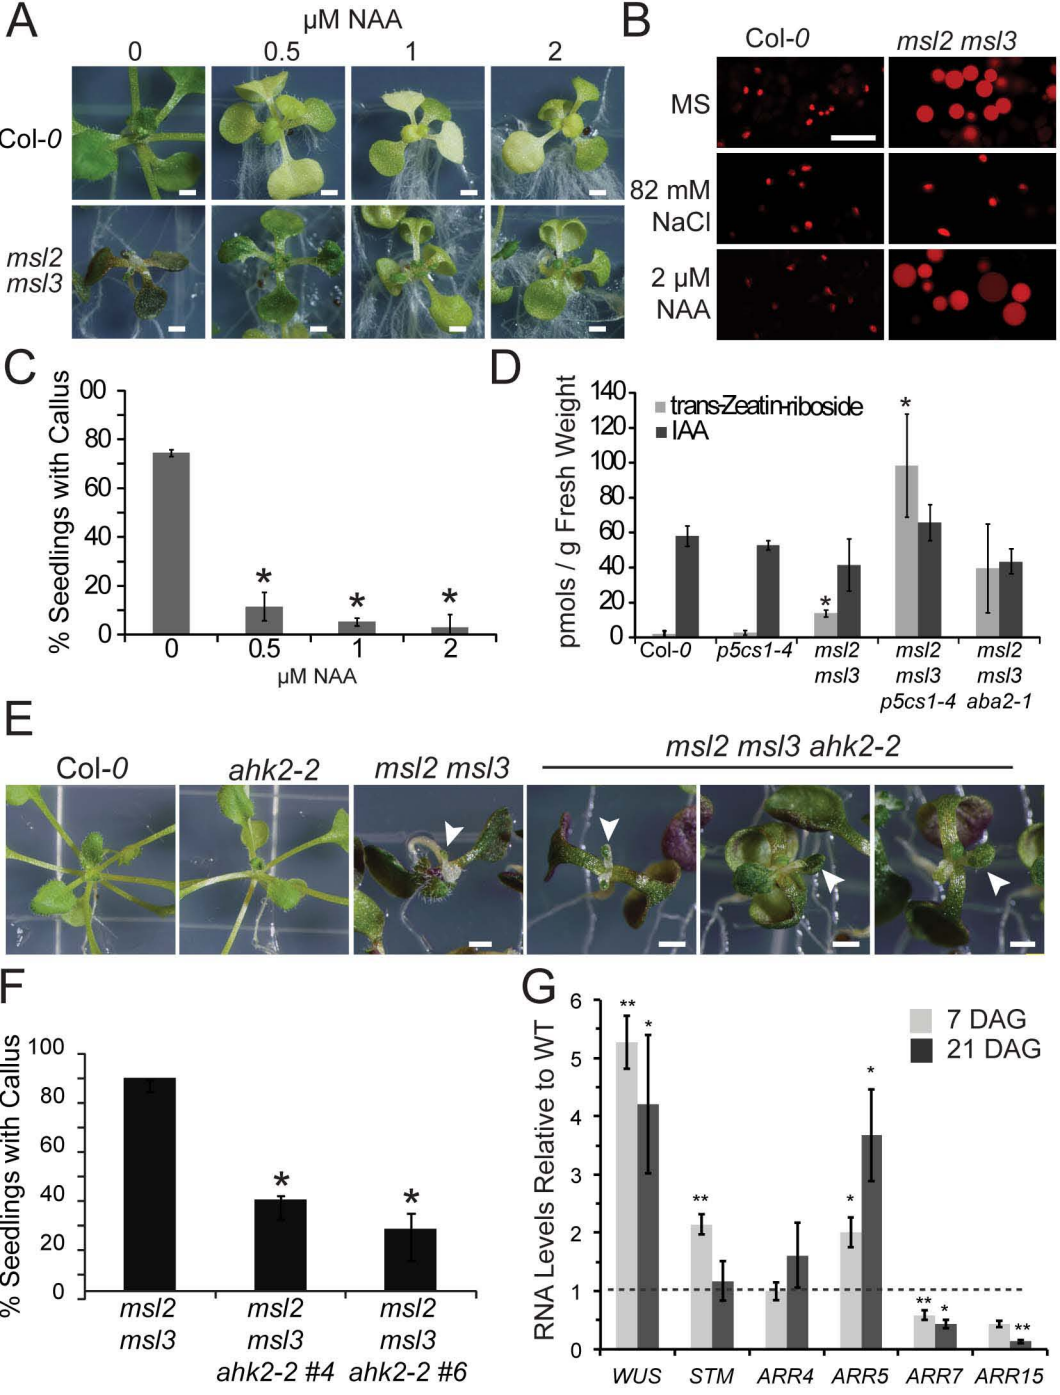 A
µM NAA
0 0.5 1 2
Col-0
msl2
msl3
B
Col-0 msl2 msl3
MS
82 mM
NaCl
2 µM
NAA
C
% Seedlings with Callus
00
80
60
40
20
0
0 0.5 1 2
µM NAA
* * *
D
pmols / g Fresh Weight
140
120
100
80
60
40
20
0
trans-Zeatin-riboside
IAA
* *
Col-0 p5cs1-4 msl2 msl2 msl2
msl3 msl3 msl3
p5cs1-4 aba2-1
E
msl2 msl3 ahk2-2
Col-0 ahk2-2 msl2 msl3
F
% Seedlings with Callus
100
80
60
40
20
0
* *
msl2 msl2 msl2
msl3 msl3 msl3
ahk2-2 #4 ahk2-2 #6
G
RNA Levels Relative to WT
6
5
4
3
2
1
0
7 DAG
21 DAG
** * ** * * ** * **
WUS STM ARR4 ARR5 ARR7 ARR15